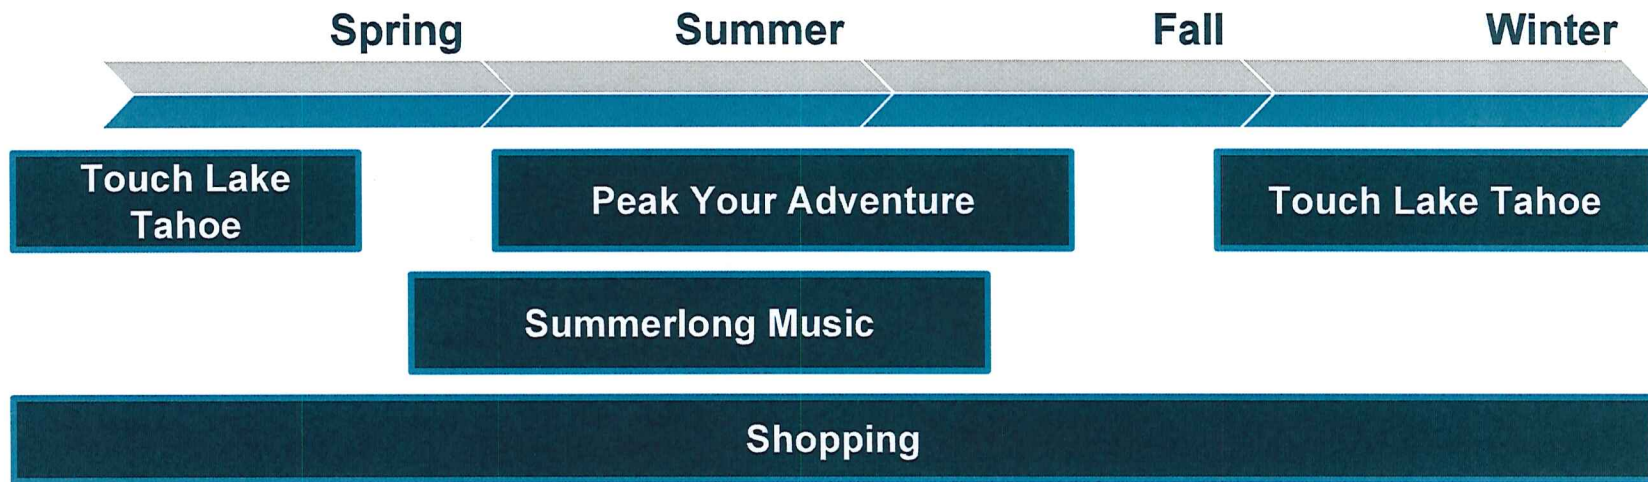 Spring Summer Fall Winter
Touch Lake
Tahoe
Peak Your Adventure
Touch Lake Tahoe
Summerlong Music
Shopping